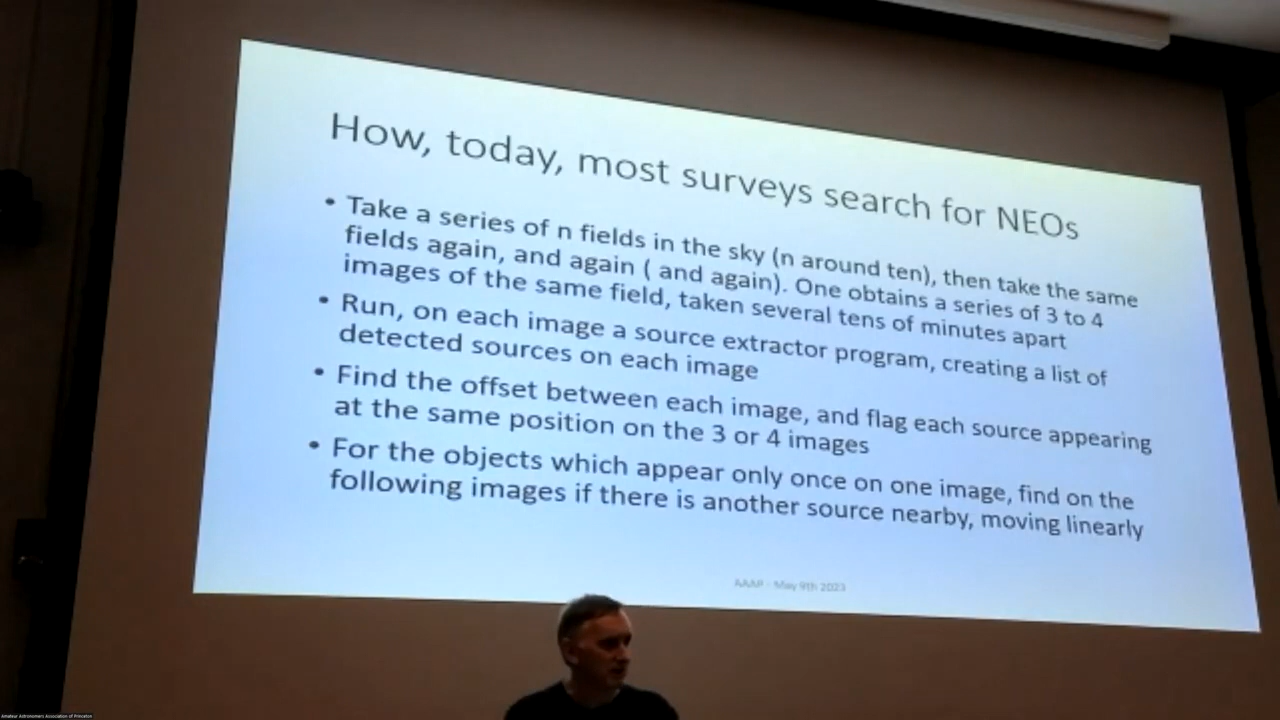 How, today, most surveys search for NEOs
• Take a series of n fields in the sky (n around ten), then take the same
fields again, and again ( and again). One obtains a series of 3 to 4
images of the same field, taken several tens of minutes apart
• Run, on each image a source extractor program, creating a list of
detected sources on each image
• Find the offset between each image, and flag each source appearing
at the same position on the 3 or 4 images
• For the objects which appear only once on one image, find on the
following images if there is another source nearby, moving linearly
AAAP - May 9th 2023
Amateur Astronomers Association of Princeton